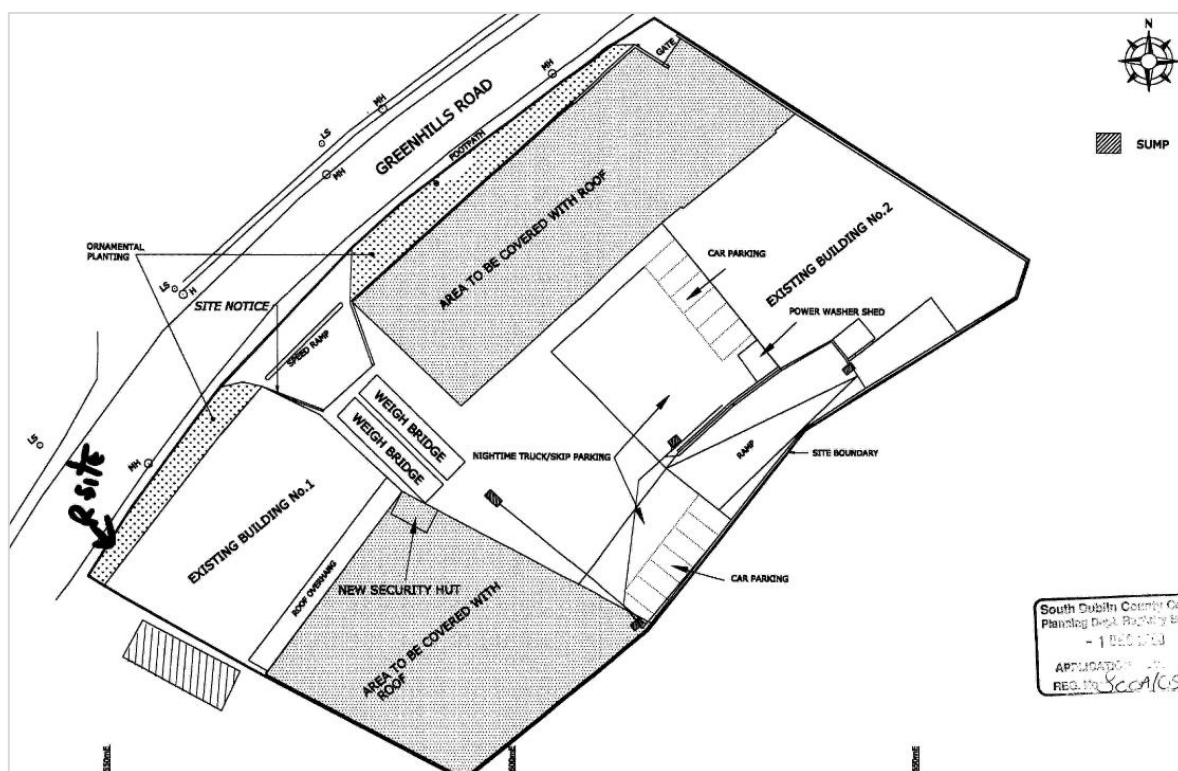 N
SUMP
GATE
MH
MH
LS
MH
GREENHILLS ROAD
FOOTPATH
ORNAMENTAL
PLANTING
LS
H
SITE NOTICE
SPEED RAMP
AREA TO BE COVERED WITH ROOF
CAR PARKING
EXISTING BUILDING No.2
POWER WASHER SHED
WEIGH BRIDGE
WEIGH BRIDGE
NIGHTIME TRUCK/SKIP PARKING
RAMP
SITE BOUNDARY
LS
MH
R site
EXISTING BUILDING No.1
ROOF OVERHANG
NEW SECURITY HUT
CAR PARKING
AREA TO BE COVERED WITH
ROOF
South Dublin County
Planning Dept. Registry
APPLICATION
REG. No.